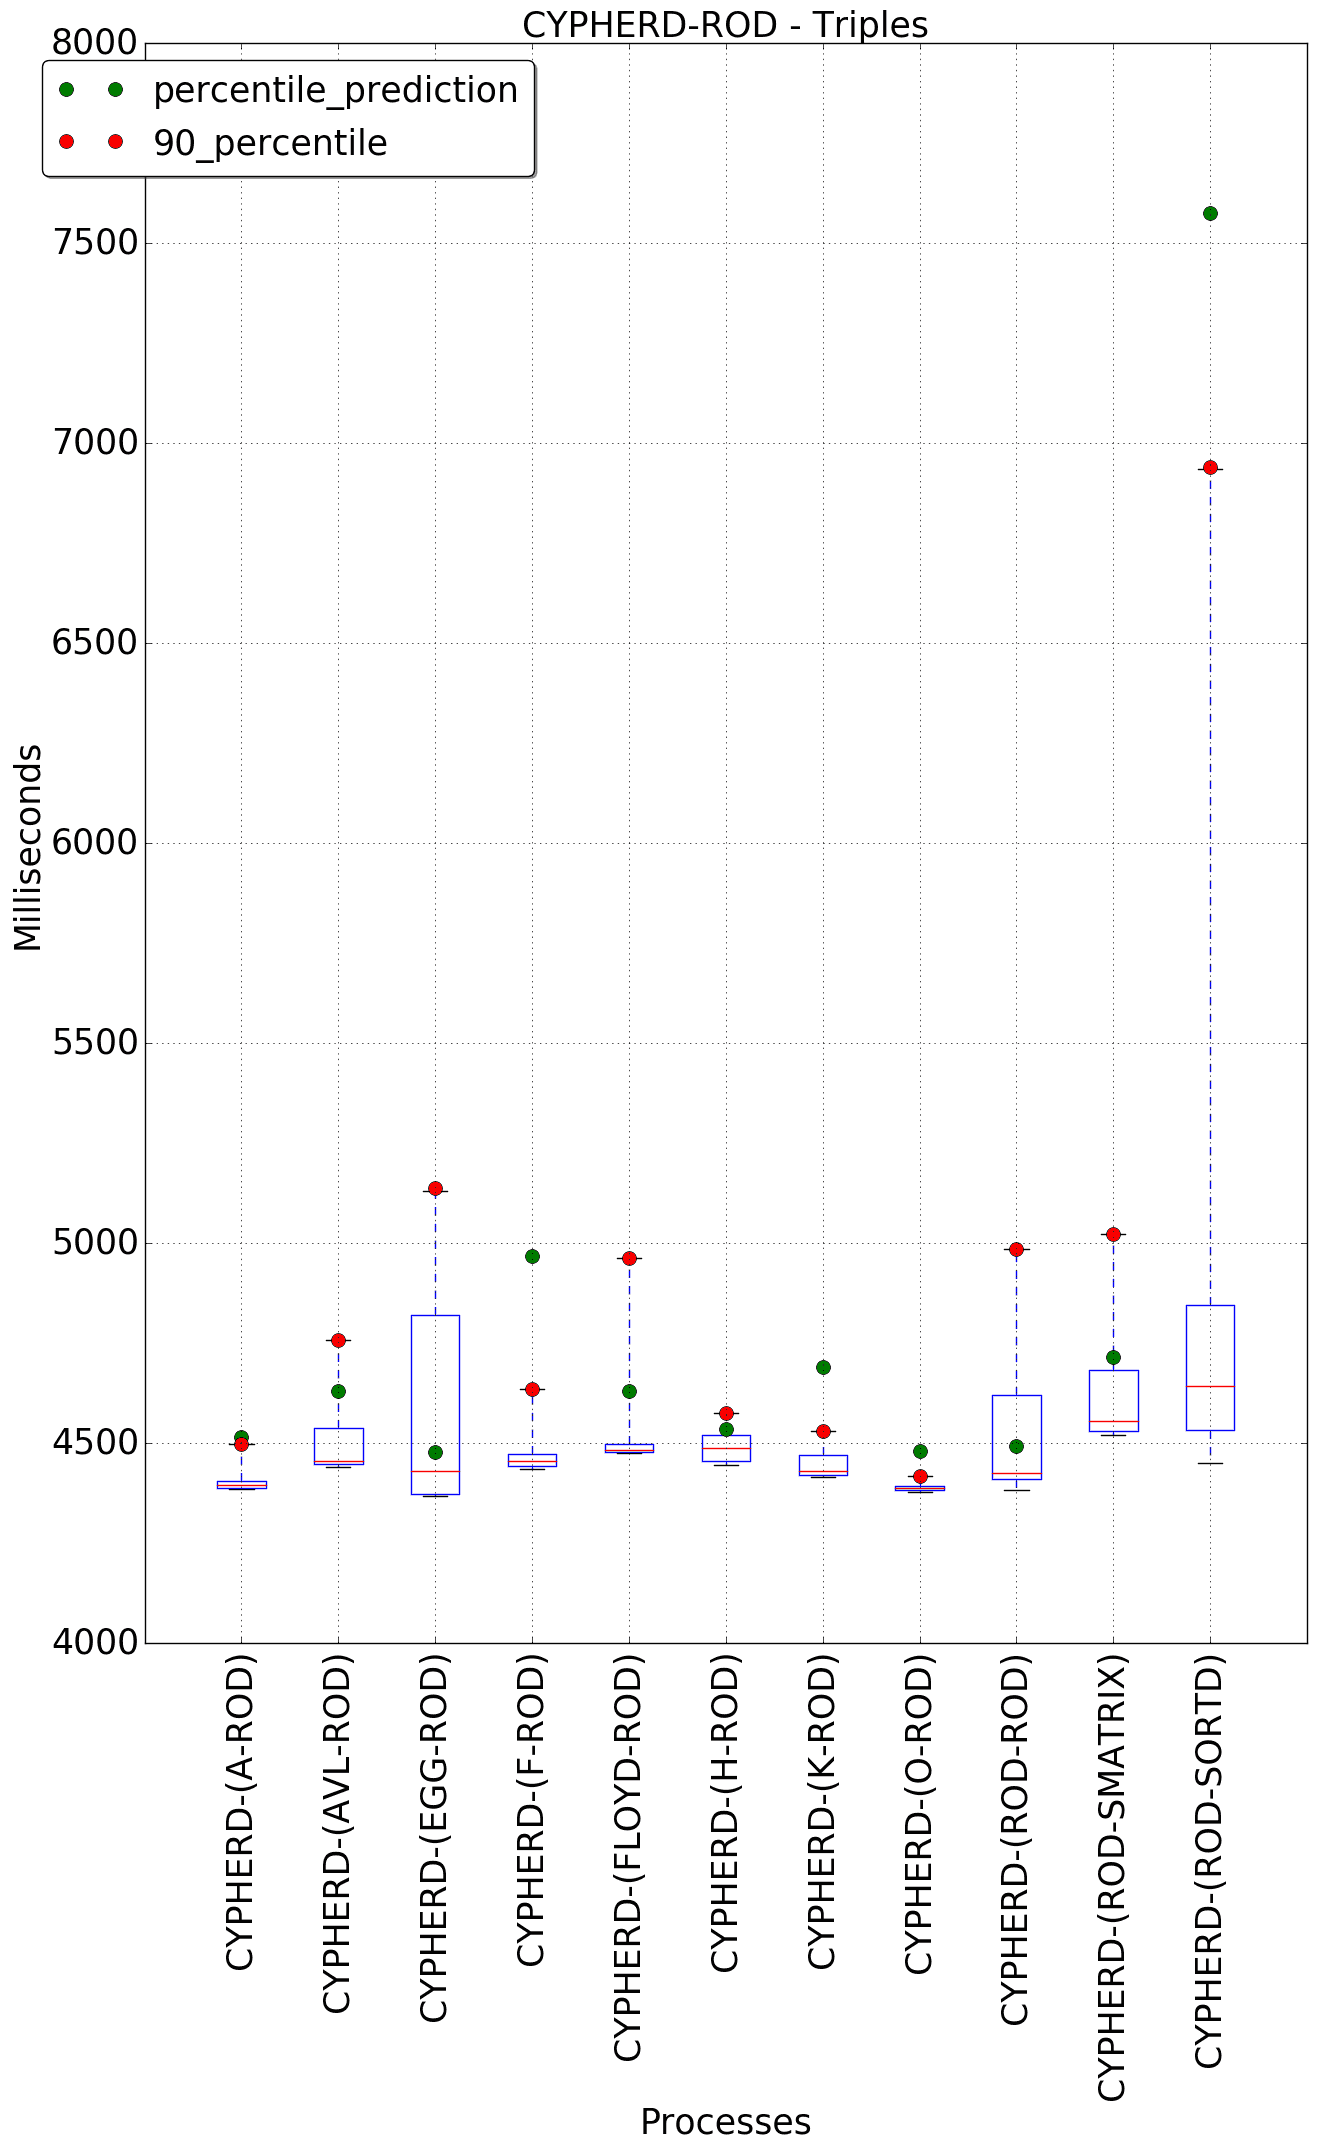 CYPHERD-ROD - Triples
percentile_prediction
90_percentile
8000
7500
7000
6500
6000
5500
5000
4500
4000
Milliseconds
CYPHERD-(A-ROD)
CYPHERD-(AVL-ROD)
CYPHERD-(EGG-ROD)
CYPHERD-(F-ROD)
CYPHERD-(FLOYD-ROD)
CYPHERD-(H-ROD)
CYPHERD-(K-ROD)
CYPHERD-(O-ROD)
CYPHERD-(ROD-ROD)
CYPHERD-(ROD-SMATRIX)
CYPHERD-(ROD-SORTD)
Processes